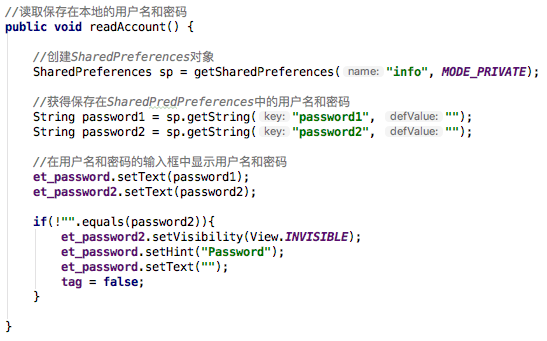 //读取保存在本地的用户名和密码
public void readAccount() {
//创建SharedPreferences对象
SharedPreferences sp = getSharedPreferences( name: "info", MODE_PRIVATE);
//获得保存在SharedPredPreferences中的用户名和密码
String password1 = sp.getString( key: "password1", defValue: "");
String password2 = sp.getString( key: "password2", defValue: "");
//在用户名和密码的输入框中显示用户名和密码
et_password.setText(password1);
et_password2.setText(password2);
if(!"".equals(password2)){
et_password2.setVisibility(View.INVISIBLE);
et_password.setHint("Password");
et_password.setText("");
tag = false;
}
}